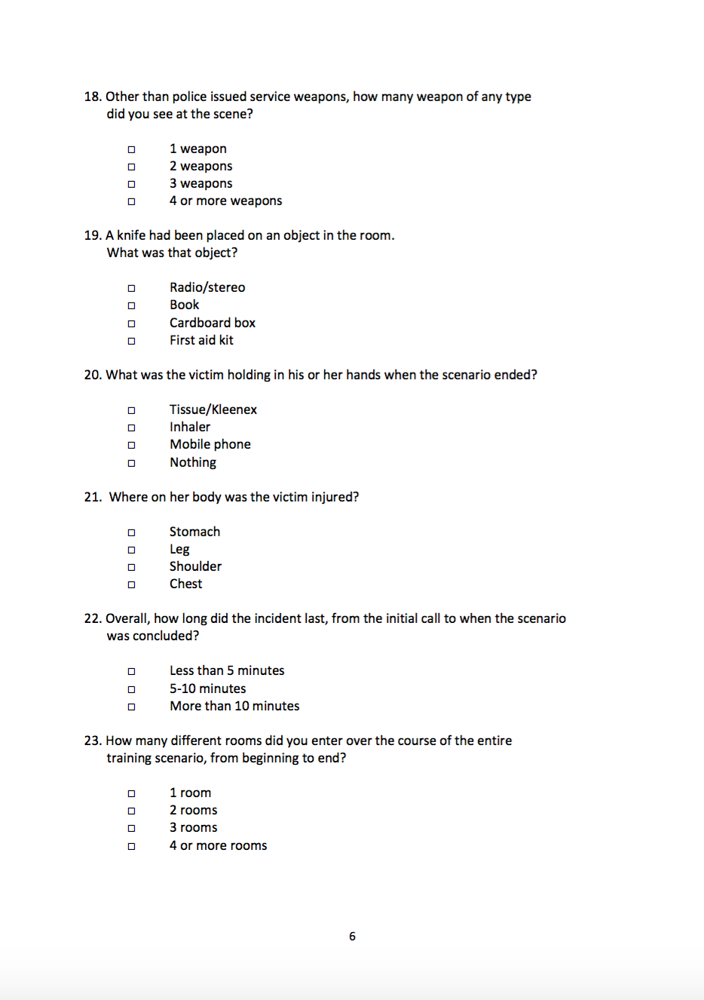 18. Other than police issued service weapons, how many weapon of any type
did you see at the scene?
□ 1 weapon
□ 2 weapons
□ 3 weapons
□ 4 or more weapons
19. A knife had been placed on an object in the room.
What was that object?
□ Radio/stereo
□ Book
□ Cardboard box
□ First aid kit
20. What was the victim holding in his or her hands when the scenario ended?
□ Tissue/Kleenex
□ Inhaler
□ Mobile phone
□ Nothing
21. Where on her body was the victim injured?
□ Stomach
□ Leg
□ Shoulder
□ Chest
22. Overall, how long did the incident last, from the initial call to when the scenario
was concluded?
□ Less than 5 minutes
□ 5-10 minutes
□ More than 10 minutes
23. How many different rooms did you enter over the course of the entire
training scenario, from beginning to end?
□ 1 room
□ 2 rooms
□ 3 rooms
□ 4 or more rooms
6